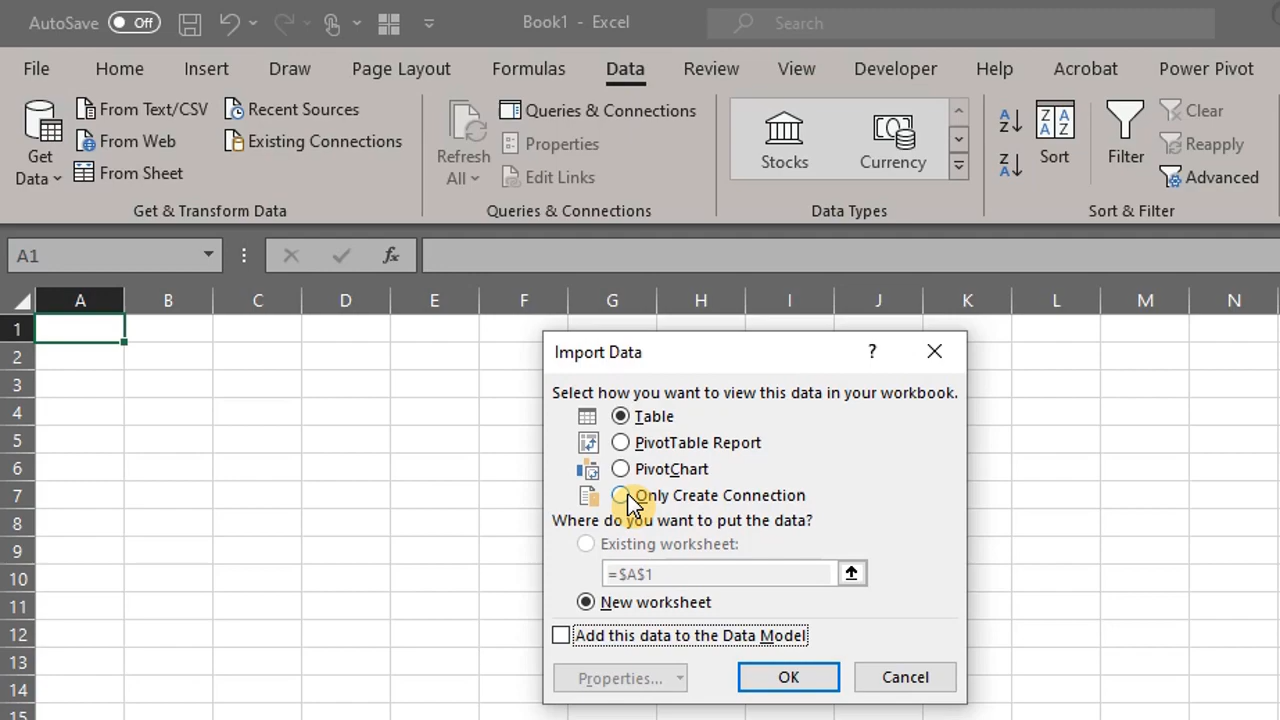 AutoSave Off Book1 - Excel Search
File Home Insert Draw Page Layout Formulas Data Review View Developer Help Acrobat Power Pivot
Get Data
From Text/CSV
From Web
From Sheet
Recent Sources
Existing Connections
Get & Transform Data
Refresh All
Queries & Connections
Properties
Edit Links
Queries & Connections
Stocks
Currency
Data Types
Sort
Filter
Clear
Reapply
Advanced
Sort & Filter
A1 fx
A B C D E F G H I J K L M N
1
2
3
4
5
6
7
8
9
10
11
12
13
14
15
Import Data ?
Select how you want to view this data in your workbook.
Table
PivotTable Report
PivotChart
Only Create Connection
Where do you want to put the data?
Existing worksheet:
=$A$1
New worksheet
Add this data to the Data Model
Properties... OK Cancel